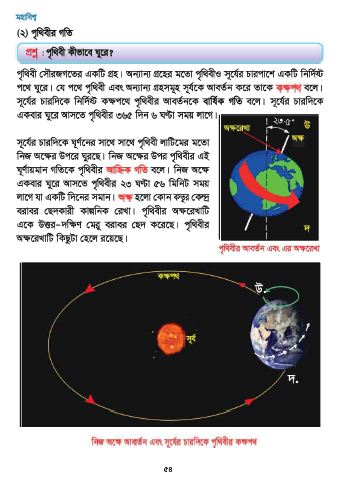 মহাবিশ্ব
(২) পৃথিবীর গতি
প্রশ্ন : পৃথিবী কীভাবে ঘুরে?
পৃথিবী সৌরজগতের একটি গ্রহ। অন্যান্য গ্রহের মতো পৃথিবীও সূর্যের চারপাশে একটি নির্দিষ্ট
পথে ঘুরে। যে পথে পৃথিবী এবং অন্যান্য গ্রহসমূহ সূর্যকে আবর্তন করে তাকে কক্ষপথ বলে।
সূর্যের চারদিকে নির্দিষ্ট কক্ষপথে পৃথিবীর আবর্তনকে বার্ষিক গতি বলে। সূর্যের চারদিকে
একবার ঘুরে আসতে পৃথিবীর ৩৬৫ দিন ৬ ঘণ্টা সময় লাগে।
সূর্যের চারদিকে ঘূর্ণনের সাথে সাথে পৃথিবী লাটিমের মতো
নিজ অক্ষের উপরে ঘুরছে। নিজ অক্ষের উপর পৃথিবীর এই
ঘূর্ণায়মান গতিকে পৃথিবীর আহ্নিক গতি বলে। নিজ অক্ষে
একবার ঘুরে আসতে পৃথিবীর ২৩ ঘণ্টা ৫৬ মিনিট সময়
লাগে যা একটি দিনের সমান। অক্ষ হলো কোন বস্তুর কেন্দ্র
বরাবর ছেদকারী কাল্পনিক রেখা। পৃথিবীর অক্ষরেখাটি
একে উত্তর-দক্ষিণ মেরু বরাবর ছেদ করেছে। পৃথিবীর
অক্ষরেখাটি কিছুটা হেলে রয়েছে।
২৩.৫° উ
অক্ষরেখা
অক্ষ
দ
পৃথিবীর আবর্তন এবং এর অক্ষরেখা
কক্ষপথ
উ.
সূর্য
দ.
নিজ অক্ষে আবর্তন এবং সূর্যের চারদিকে পৃথিবীর কক্ষপথ
৫৪